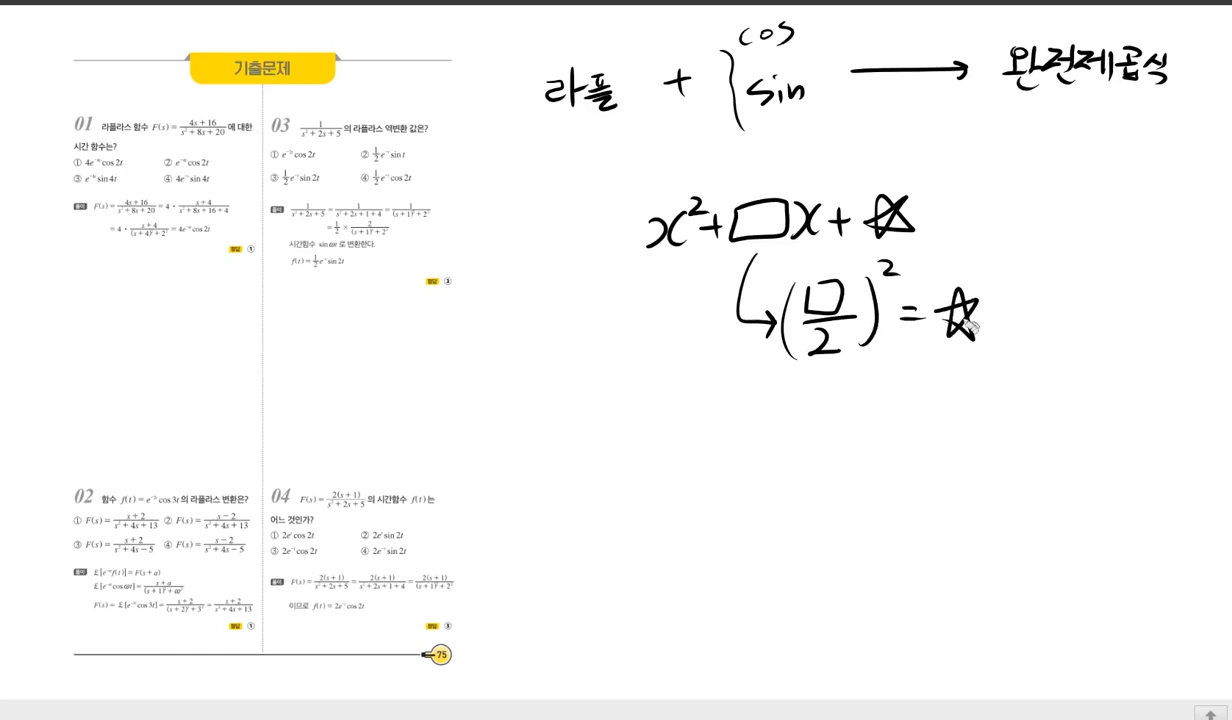 기출문제
01 라플라스 함수 F(s) = (4s+16)/(s²+8s+20) 에 대한
시간 함수는?
① 4e⁻⁴ᵗ cos 2t ② e⁻⁴ᵗ cos 2t
③ e⁻⁴ᵗ sin 4t ④ 4e⁻ᵗ sin 4t
풀이 F(s) = (4s+16)/(s²+8s+20) = 4 · (s+4)/(s²+8s+16+4)
= 4 · (s+4)/((s+4)²+2²) = 4e⁻⁴ᵗ cos 2t
정답 ①
02 함수 f(t) = e⁻²ᵗ cos 3t 의 라플라스 변환은?
① F(s) = (s+2)/(s²+4s+13) ② F(s) = (s−2)/(s²+4s+13)
③ F(s) = (s+2)/(s²+4s−5) ④ F(s) = (s−2)/(s²+4s−5)
풀이 £[e⁻ᵃᵗf(t)] = F(s+a)
£[e⁻ᵃᵗcos ωt] = (s+a)/((s+1)²+ω²)
F(s) = £[e⁻²ᵗcos 3t] = (s+2)/((s+2)²+3²) = (s+2)/(s²+4s+13)
정답 ①
03 1/(s²+2s+5) 의 라플라스 역변환 값은?
① e⁻²ᵗ cos 2t ② 1/2 e⁻ᵗ sin t
③ 1/2 e⁻ᵗ sin 2t ④ 1/2 e⁻ᵗ cos 2t
풀이 1/(s²+2s+5) = 1/(s²+2s+1+4) = 1/((s+1)²+2²)
= 1/2 × 2/((s+1)²+2²)
시간함수 sin ωt 로 변환한다.
f(t) = 1/2 e⁻ᵗ sin 2t
정답 ③
04 F(s) = 2(s+1)/(s²+2s+5) 의 시간함수 f(t)는
어느 것인가?
① 2eᵗ cos 2t ② 2eᵗ sin 2t
③ 2e⁻ᵗ cos 2t ④ 2e⁻ᵗ sin 2t
풀이 F(s) = 2(s+1)/(s²+2s+5) = 2(s+1)/(s²+2s+1+4) = 2(s+1)/((s+1)²+2²)
이므로 f(t) = 2e⁻ᵗ cos 2t
정답 ③
75
라플 + { cos sin → 완전제곱식
x² + □x + ☆
(□/2)² = ☆